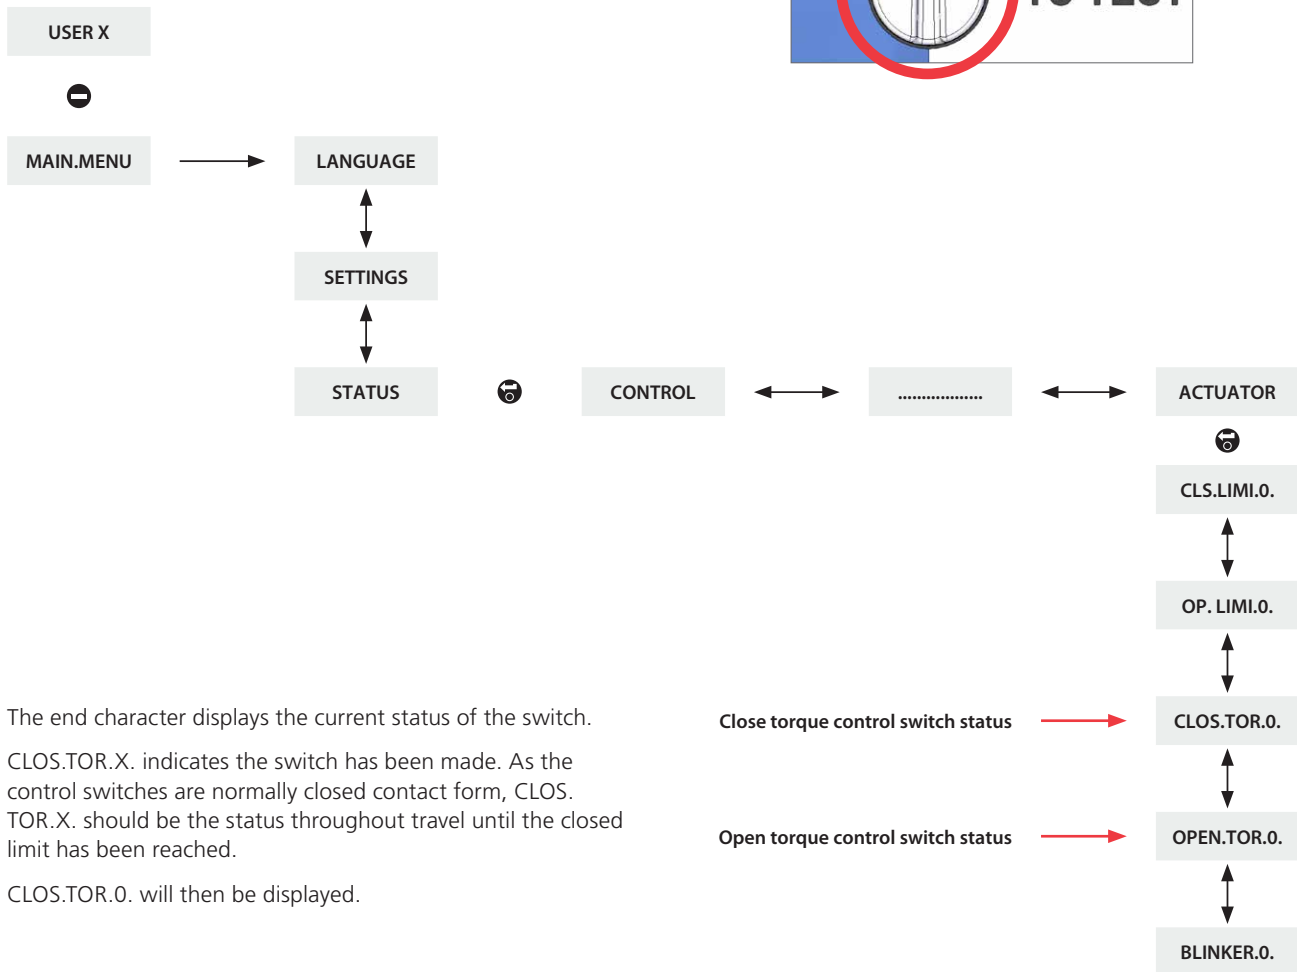 USER X
MAIN.MENU
LANGUAGE
SETTINGS
STATUS
CONTROL
..................
ACTUATOR
CLS.LIMI.0.
OP. LIMI.0.
Close torque control switch status
CLOS.TOR.0.
Open torque control switch status
OPEN.TOR.0.
BLINKER.0.
The end character displays the current status of the switch.
CLOS.TOR.X. indicates the switch has been made. As the
control switches are normally closed contact form, CLOS.
TOR.X. should be the status throughout travel until the closed
limit has been reached.
CLOS.TOR.0. will then be displayed.